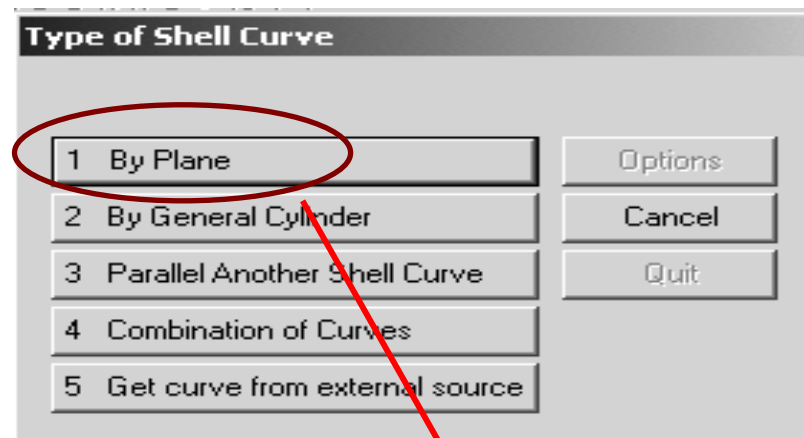 Type of Shell Curve
1 By Plane
Options
2 By General Cylinder
Cancel
3 Parallel Another Shell Curve
Quit
4 Combination of Curves
5 Get curve from external source